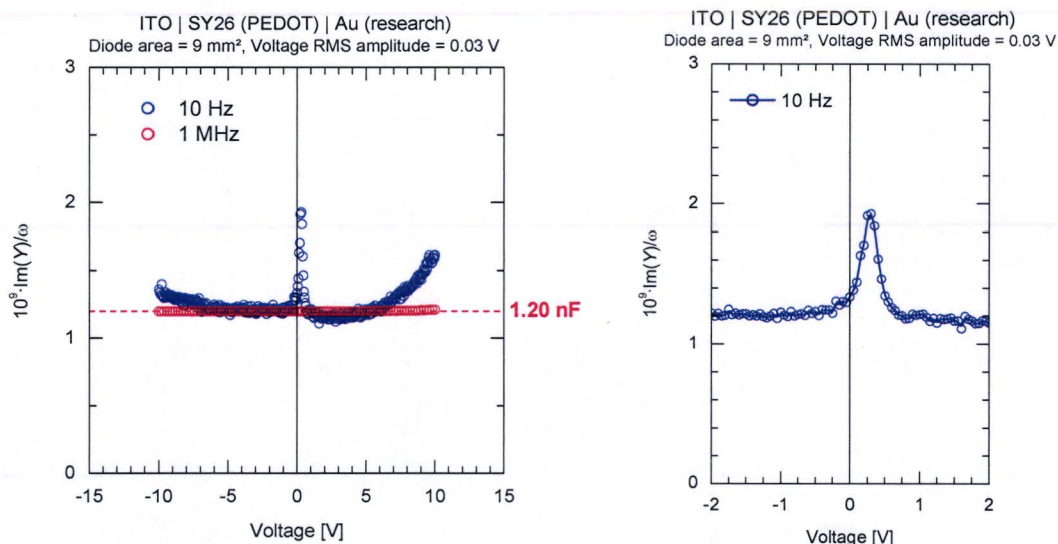 ITO | SY26 (PEDOT) | Au (research)
Diode area = 9 mm², Voltage RMS amplitude = 0.03 V
3
2
1
0
10⁹·Im(Y)/ω
10 Hz
1 MHz
1.20 nF
-15 -10 -5 0 5 10 15
Voltage [V]
ITO | SY26 (PEDOT) | Au (research)
Diode area = 9 mm², Voltage RMS amplitude = 0.03 V
3
2
1
0
10⁹·Im(Y)/ω
10 Hz
-2 -1 0 1 2
Voltage [V]